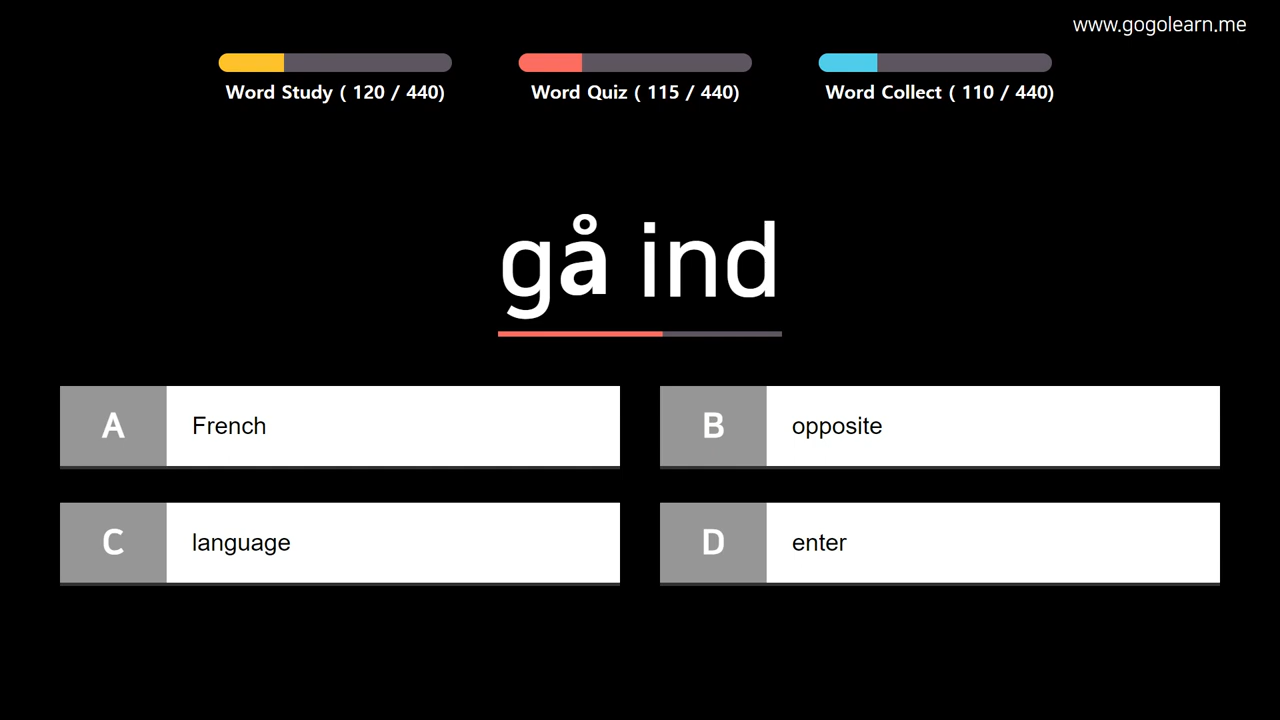 www.gogolearn.me
Word Study ( 120 / 440)
Word Quiz ( 115 / 440)
Word Collect ( 110 / 440)
gå ind
A French
B opposite
C language
D enter